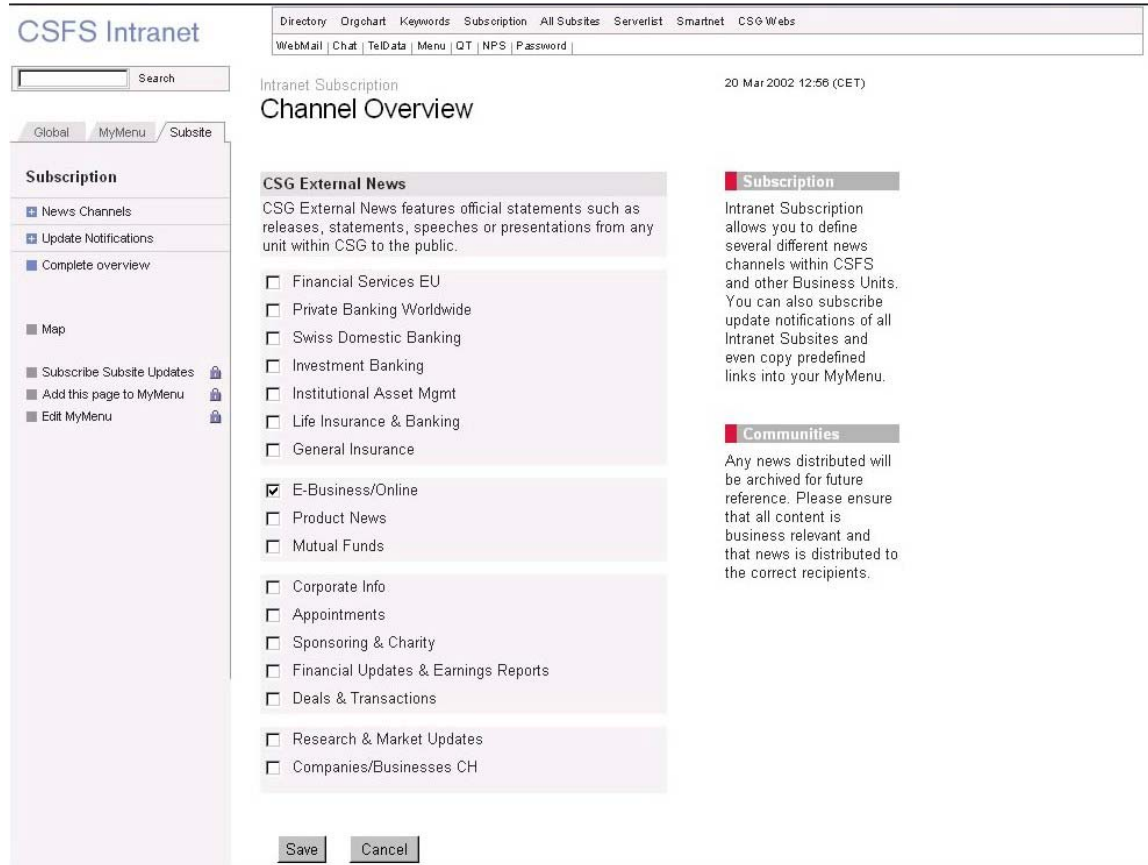 CSFS Intranet
Directory Orgchart Keywords Subscription All Subsites Serverlist Smartnet CSG Webs
WebMail | Chat | TelData | Menu | QT | NPS | Password |
Search
Intranet Subscription
20 Mar 2002 12:56 (CET)
Channel Overview
Global MyMenu Subsite
Subscription
News Channels
Update Notifications
Complete overview
Map
Subscribe Subsite Updates
Add this page to MyMenu
Edit MyMenu
CSG External News
CSG External News features official statements such as
releases, statements, speeches or presentations from any
unit within CSG to the public.
Financial Services EU
Private Banking Worldwide
Swiss Domestic Banking
Investment Banking
Institutional Asset Mgmt
Life Insurance & Banking
General Insurance
E-Business/Online
Product News
Mutual Funds
Corporate Info
Appointments
Sponsoring & Charity
Financial Updates & Earnings Reports
Deals & Transactions
Research & Market Updates
Companies/Businesses CH
Save Cancel
Subscription
Intranet Subscription
allows you to define
several different news
channels within CSFS
and other Business Units.
You can also subscribe
update notifications of all
Intranet Subsites and
even copy predefined
links into your MyMenu.
Communities
Any news distributed will
be archived for future
reference. Please ensure
that all content is
business relevant and
that news is distributed to
the correct recipients.